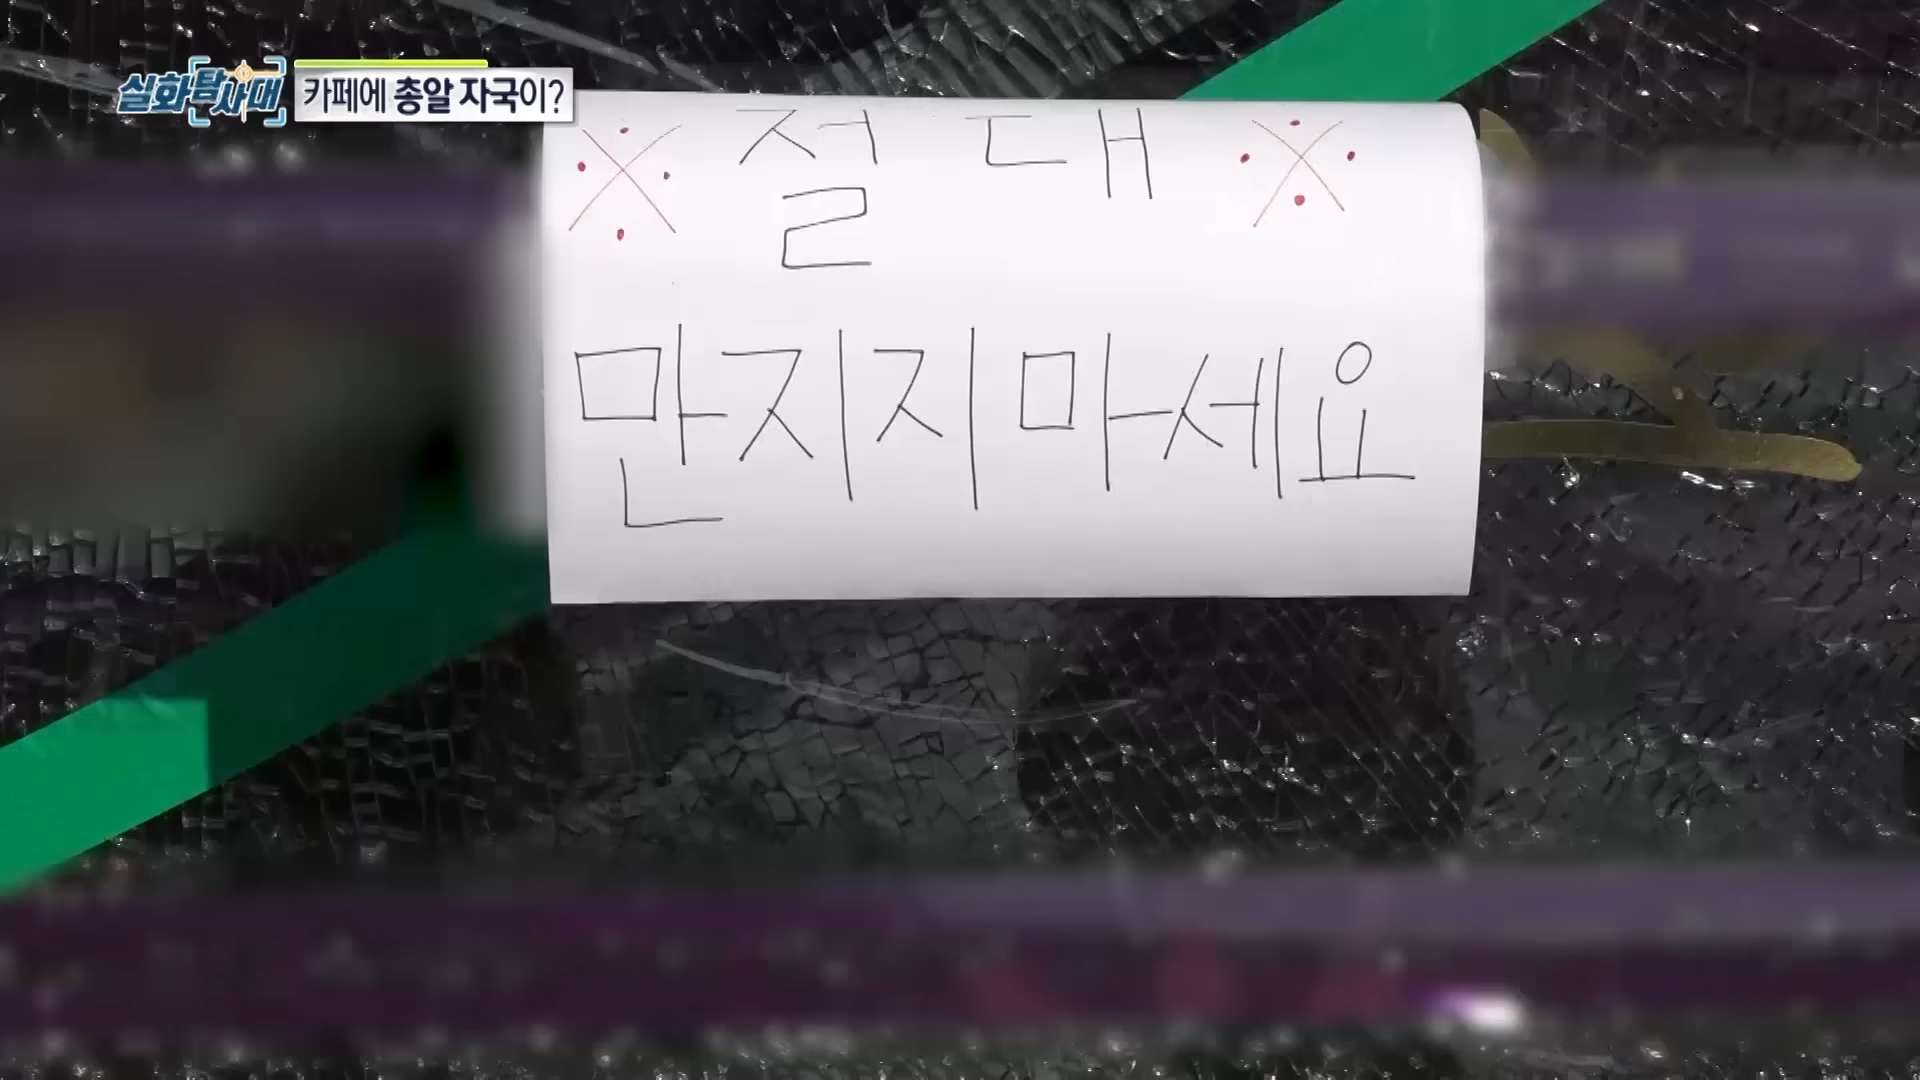 실화탐사대 카페에 총알 자국이?
※ 절대 ※
만지지마세요